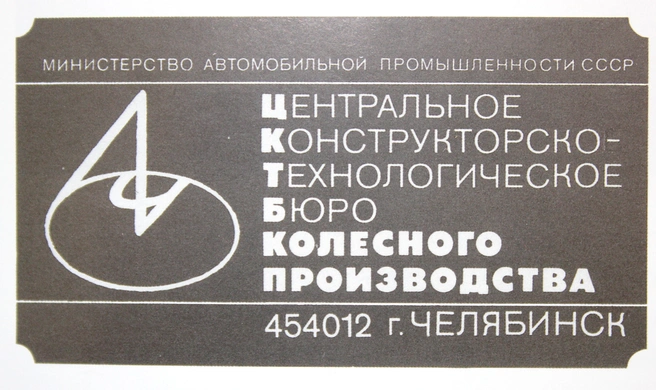 МИНИСТЕРСТВО АВТОМОБИЛЬНОЙ ПРОМЫШЛЕННОСТИ СССР
ЦЕНТРАЛЬНОЕ
КОНСТРУКТОРСКО-
ТЕХНОЛОГИЧЕСКОЕ
БЮРО
КОЛЕСНОГО
ПРОИЗВОДСТВА
454012 г. ЧЕЛЯБИНСК